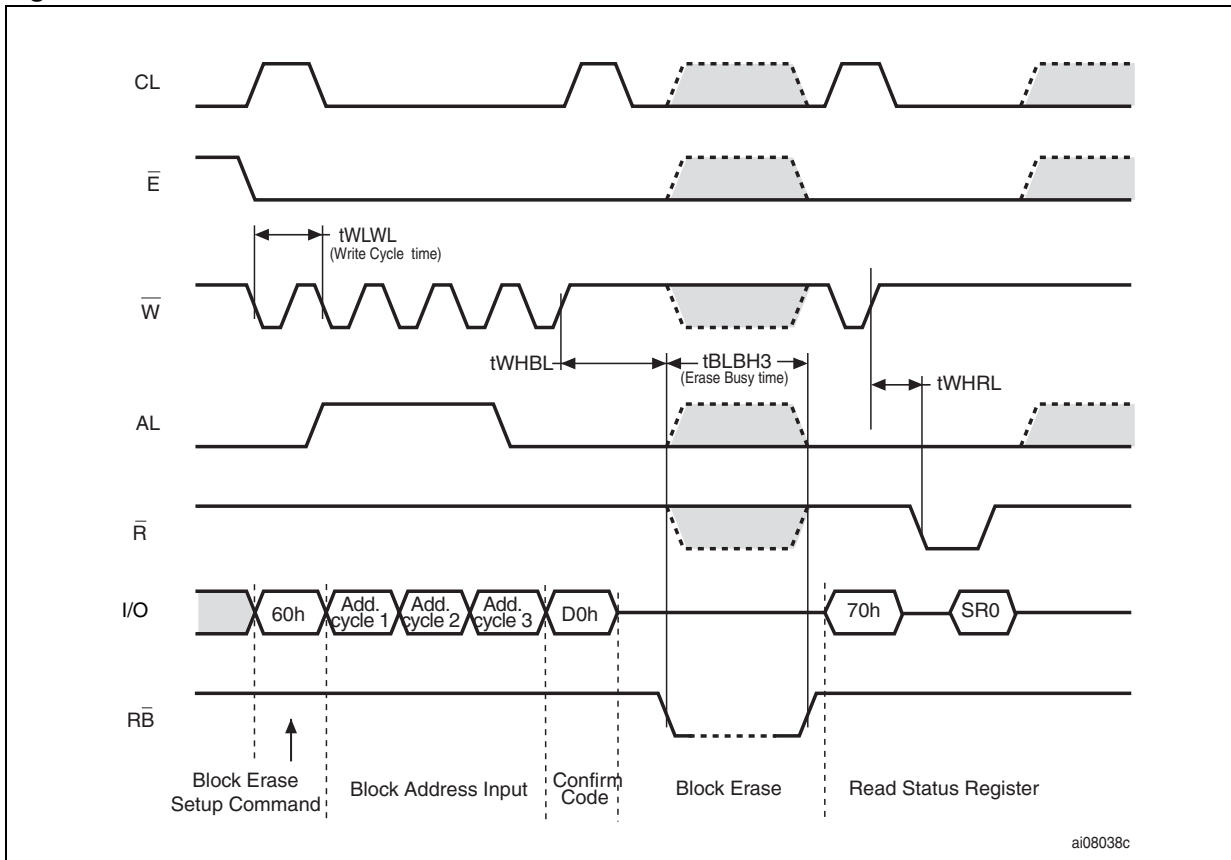 CL
E̅
tWLWL
(Write Cycle time)
W̅
tWHBL
tBLBH3
(Erase Busy time)
tWHRL
AL
R̅
I/O
60h
Add.
cycle 1
Add.
cycle 2
Add.
cycle 3
D0h
70h
SR0
RB̅
Block Erase
Setup Command
Block Address Input
Confirm
Code
Block Erase
Read Status Register
ai08038c